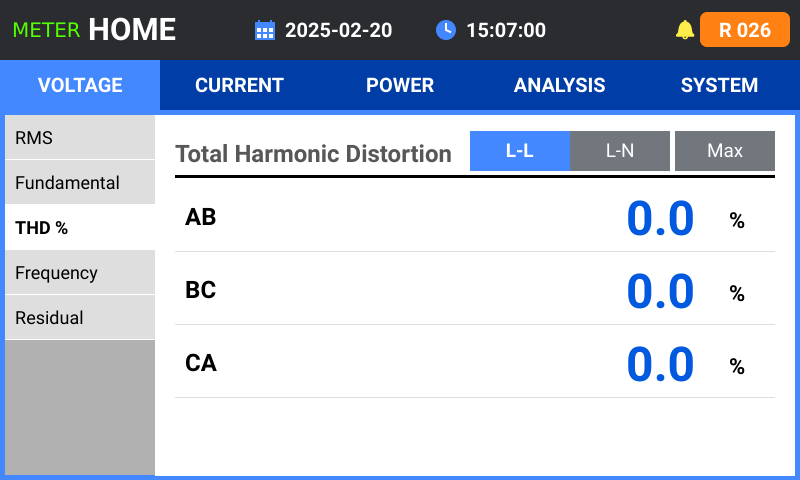 METER HOME 2025-02-20 15:07:00 R 026
VOLTAGE CURRENT POWER ANALYSIS SYSTEM
RMS
Fundamental
THD %
Frequency
Residual
Total Harmonic Distortion L-L L-N Max
AB 0.0 %
BC 0.0 %
CA 0.0 %